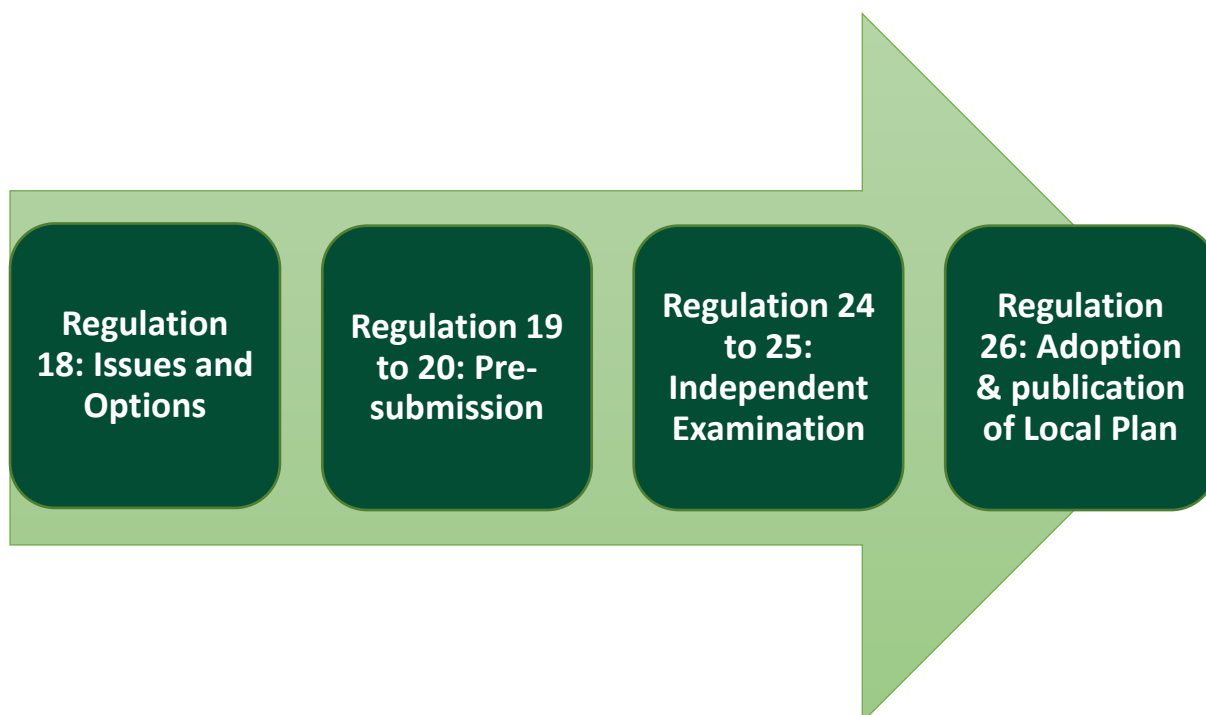 Regulation
18: Issues and
Options
Regulation 19
to 20: Pre-
submission
Regulation 24
to 25:
Independent
Examination
Regulation
26: Adoption
& publication
of Local Plan